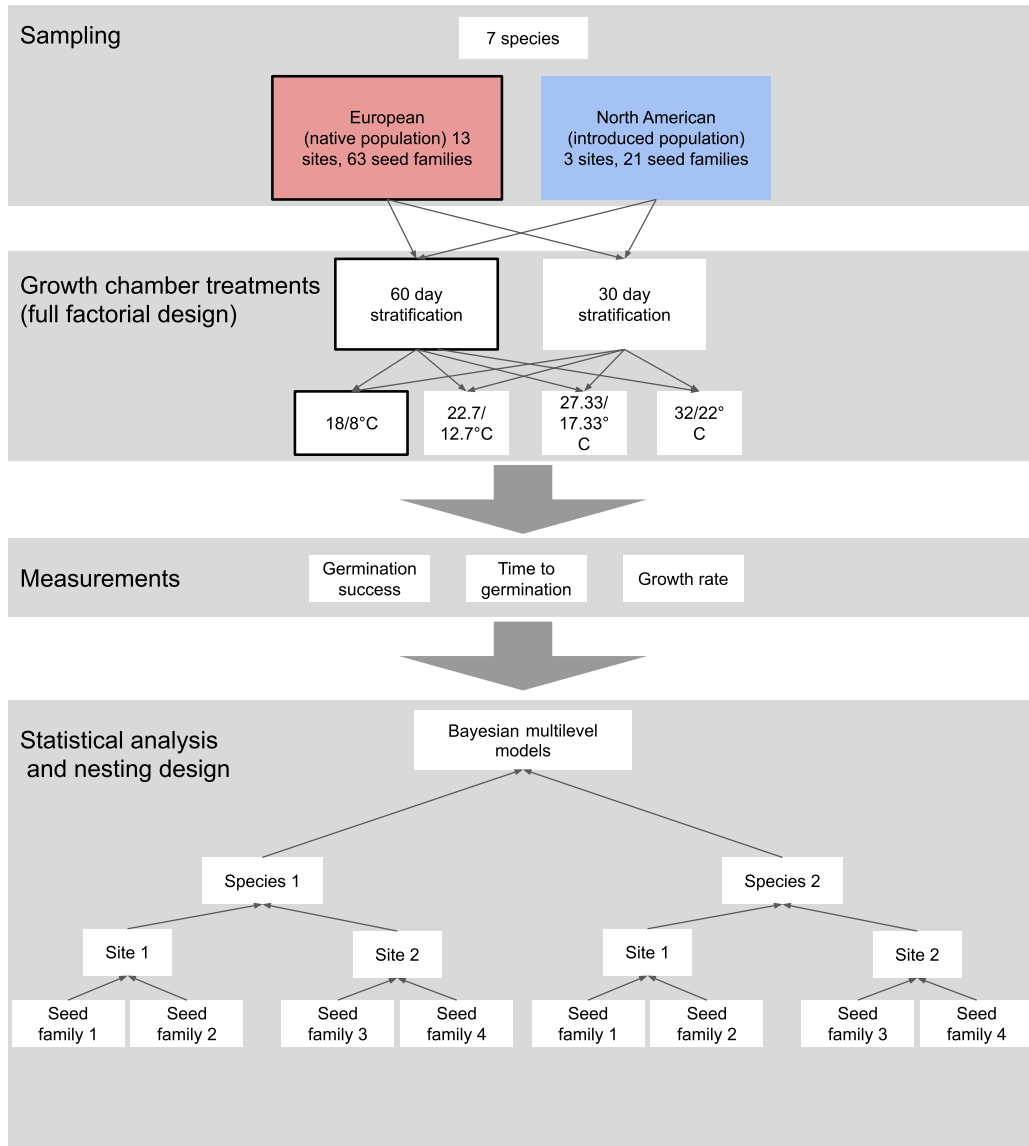 Sampling
7 species
European
(native population) 13
sites, 63 seed families
North American
(introduced population)
3 sites, 21 seed families
Growth chamber treatments
(full factorial design)
60 day
stratification
30 day
stratification
18/8°C
22.7/
12.7°C
27.33/
17.33°
C
32/22°
C
Measurements
Germination
success
Time to
germination
Growth rate
Statistical analysis
and nesting design
Bayesian multilevel
models
Species 1
Species 2
Site 1
Site 2
Site 1
Site 2
Seed
family 1
Seed
family 2
Seed
family 3
Seed
family 4
Seed
family 1
Seed
family 2
Seed
family 3
Seed
family 4